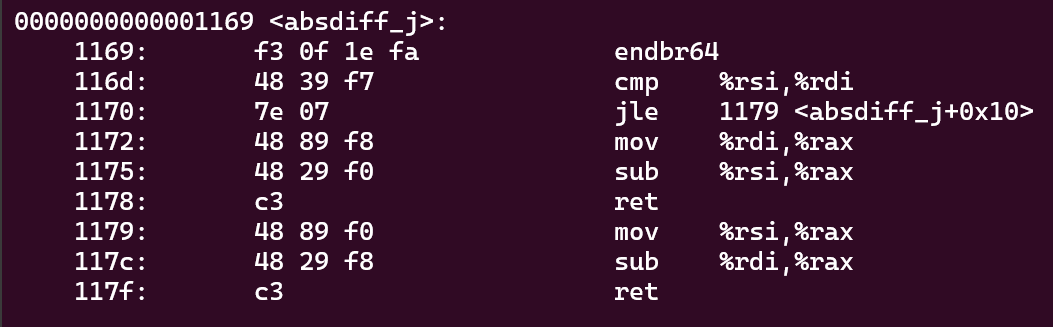 0000000000001169 <absdiff_j>:
1169: f3 0f 1e fa endbr64
116d: 48 39 f7 cmp %rsi,%rdi
1170: 7e 07 jle 1179 <absdiff_j+0x10>
1172: 48 89 f8 mov %rdi,%rax
1175: 48 29 f0 sub %rsi,%rax
1178: c3 ret
1179: 48 89 f0 mov %rsi,%rax
117c: 48 29 f8 sub %rdi,%rax
117f: c3 ret